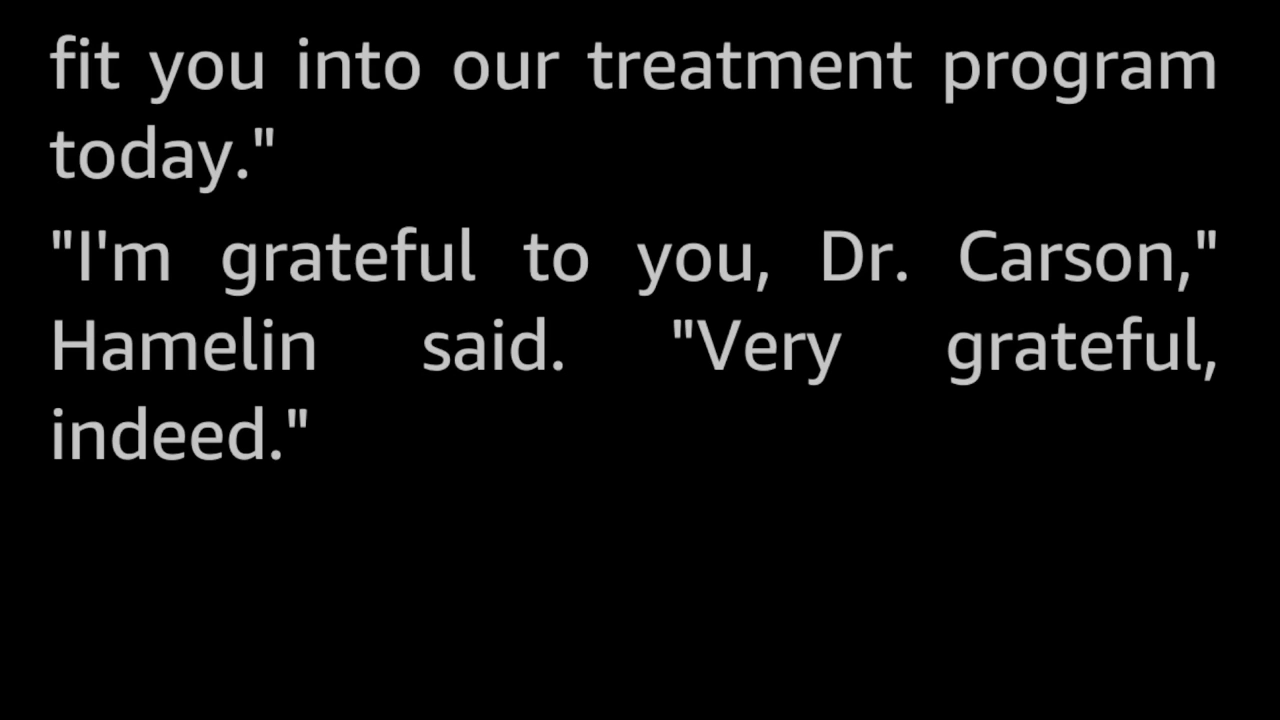 fit you into our treatment program
today."
"I'm grateful to you, Dr. Carson,"
Hamelin said. "Very grateful,
indeed."